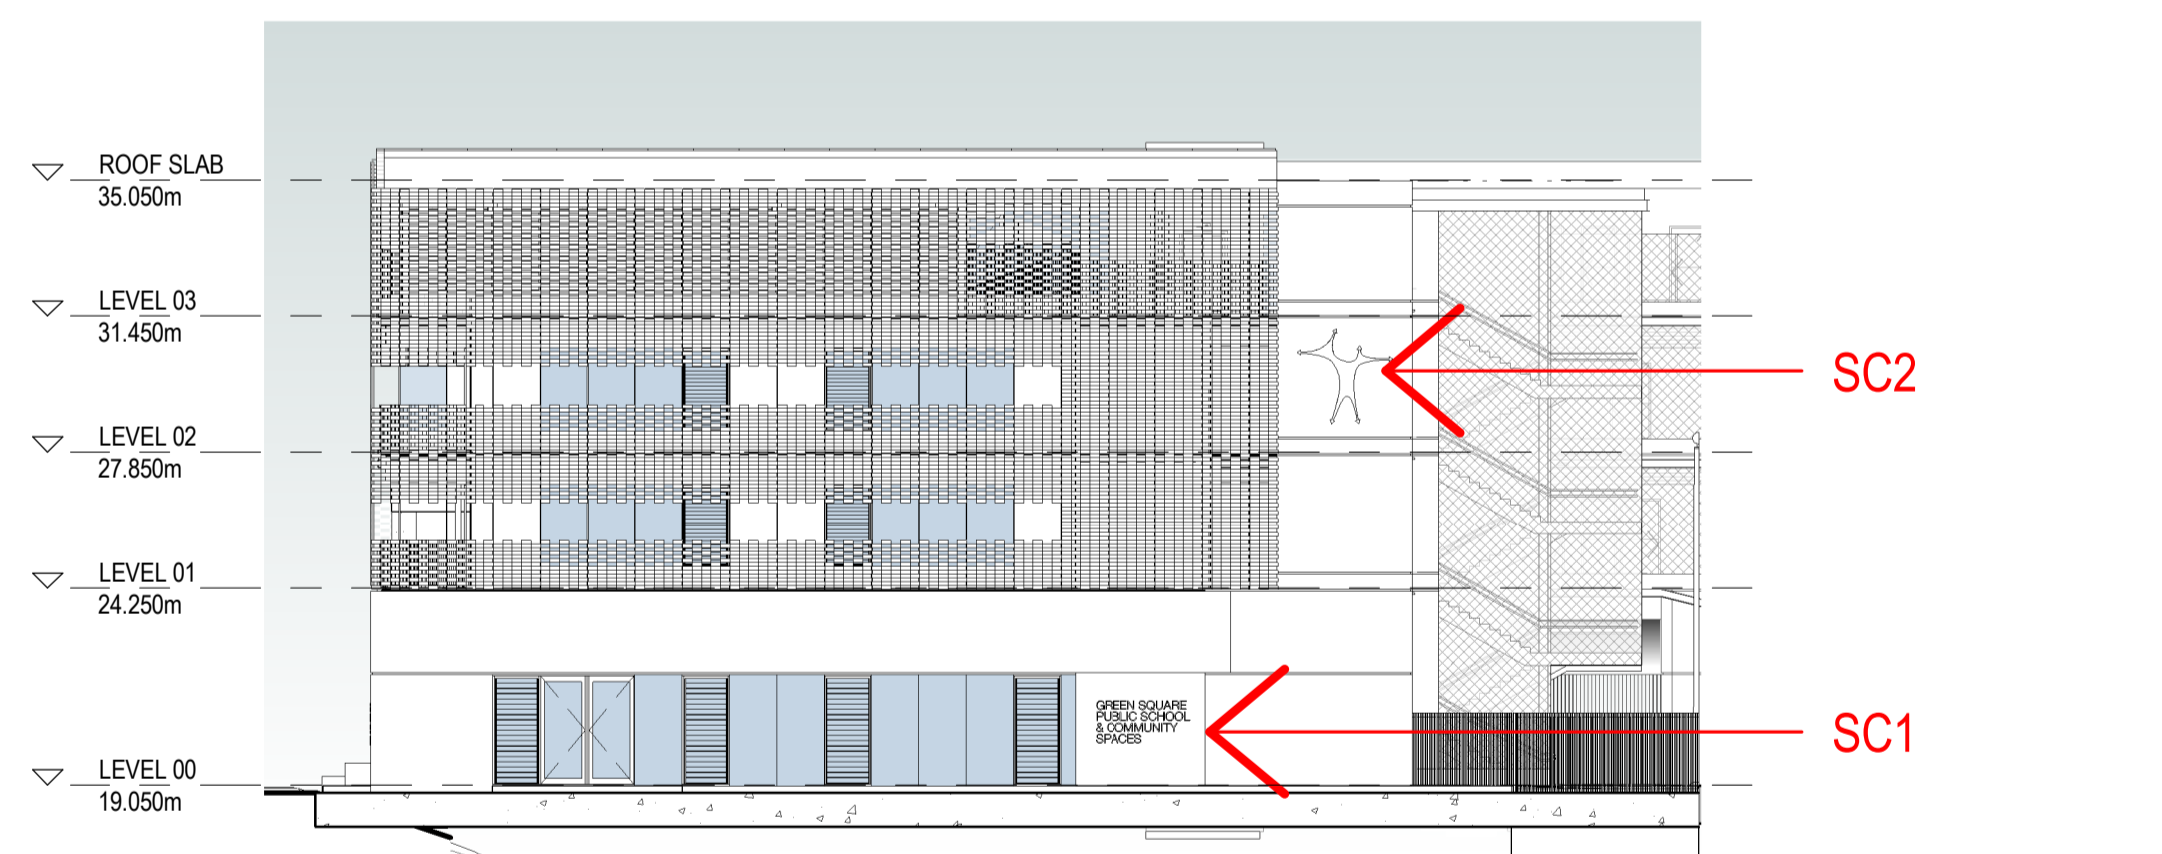 ROOF SLAB
35.050m
LEVEL 03
31.450m
SC2
LEVEL 02
27.850m
LEVEL 01
24.250m
GREEN SQUARE
PUBLIC SCHOOL
& COMMUNITY
SPACES
SC1
LEVEL 00
19.050m